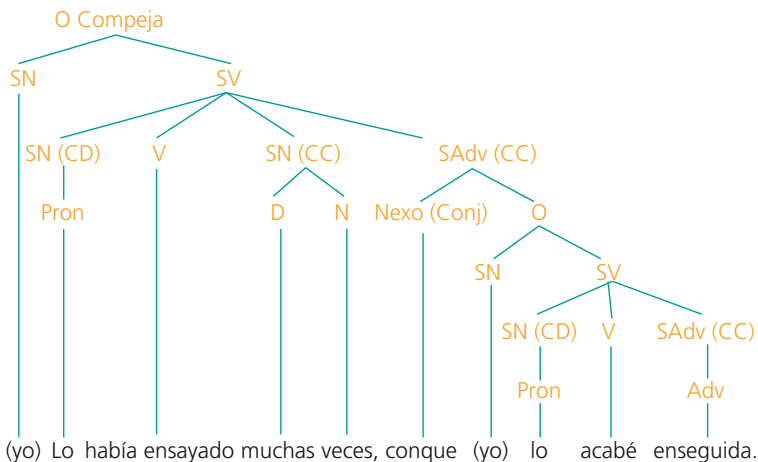 O Compeja
SN SV
SN (CD) V SN (CC) SAdv (CC)
Pron D N Nexo (Conj) O
SN SV
SN (CD) V SAdv (CC)
Pron Adv
(yo) Lo había ensayado muchas veces, conque (yo) lo acabé enseguida.